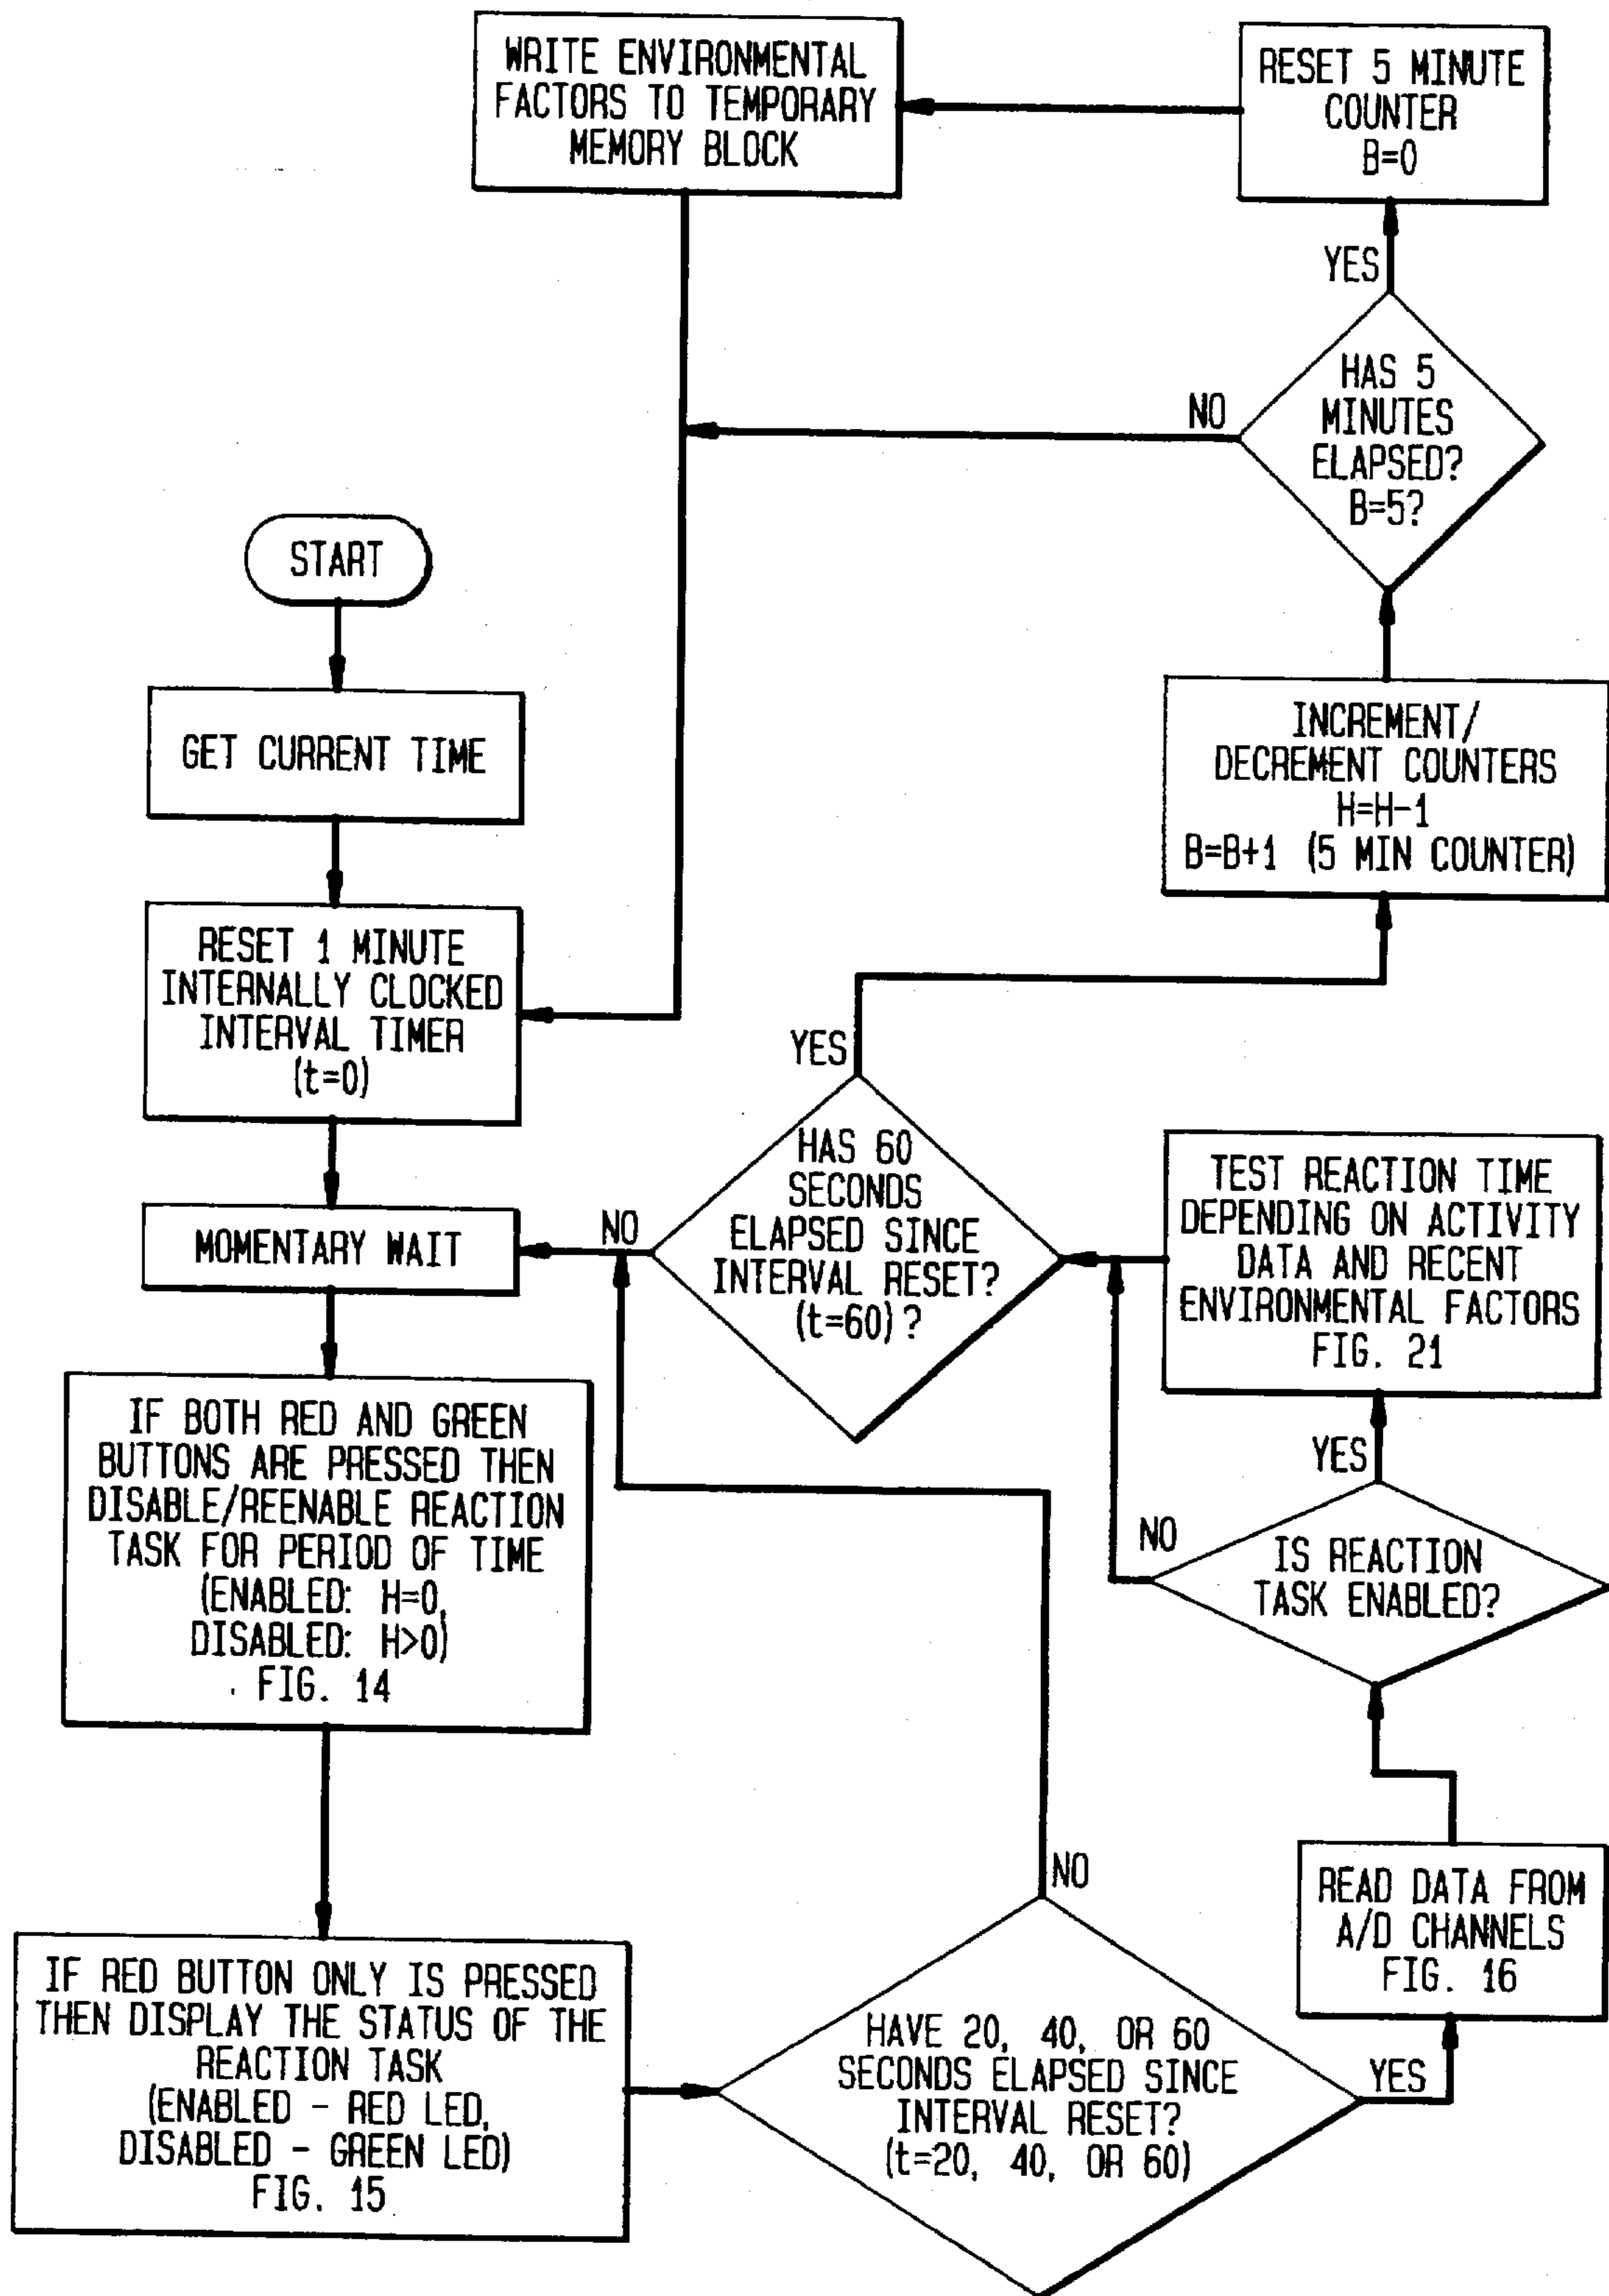 WRITE ENVIRONMENTAL
FACTORS TO TEMPORARY
MEMORY BLOCK
RESET 5 MINUTE
COUNTER
B=0
YES
HAS 5
MINUTES
ELAPSED?
B=5?
NO
START
GET CURRENT TIME
INCREMENT/
DECREMENT COUNTERS
H=H-1
B=B+1 (5 MIN COUNTER)
RESET 1 MINUTE
INTERNALLY CLOCKED
INTERVAL TIMER
(t=0)
YES
HAS 60
SECONDS
ELAPSED SINCE
INTERVAL RESET?
(t=60)?
NO
MOMENTARY WAIT
TEST REACTION TIME
DEPENDING ON ACTIVITY
DATA AND RECENT
ENVIRONMENTAL FACTORS
FIG. 21
YES
IF BOTH RED AND GREEN
BUTTONS ARE PRESSED THEN
DISABLE/REENABLE REACTION
TASK FOR PERIOD OF TIME
(ENABLED: H=0,
DISABLED: H>0)
FIG. 14
NO
IS REACTION
TASK ENABLED?
READ DATA FROM
A/D CHANNELS
FIG. 16
NO
IF RED BUTTON ONLY IS PRESSED
THEN DISPLAY THE STATUS OF THE
REACTION TASK
(ENABLED - RED LED,
DISABLED - GREEN LED)
FIG. 15
HAVE 20, 40, OR 60
SECONDS ELAPSED SINCE
INTERVAL RESET?
(t=20, 40, OR 60)
YES